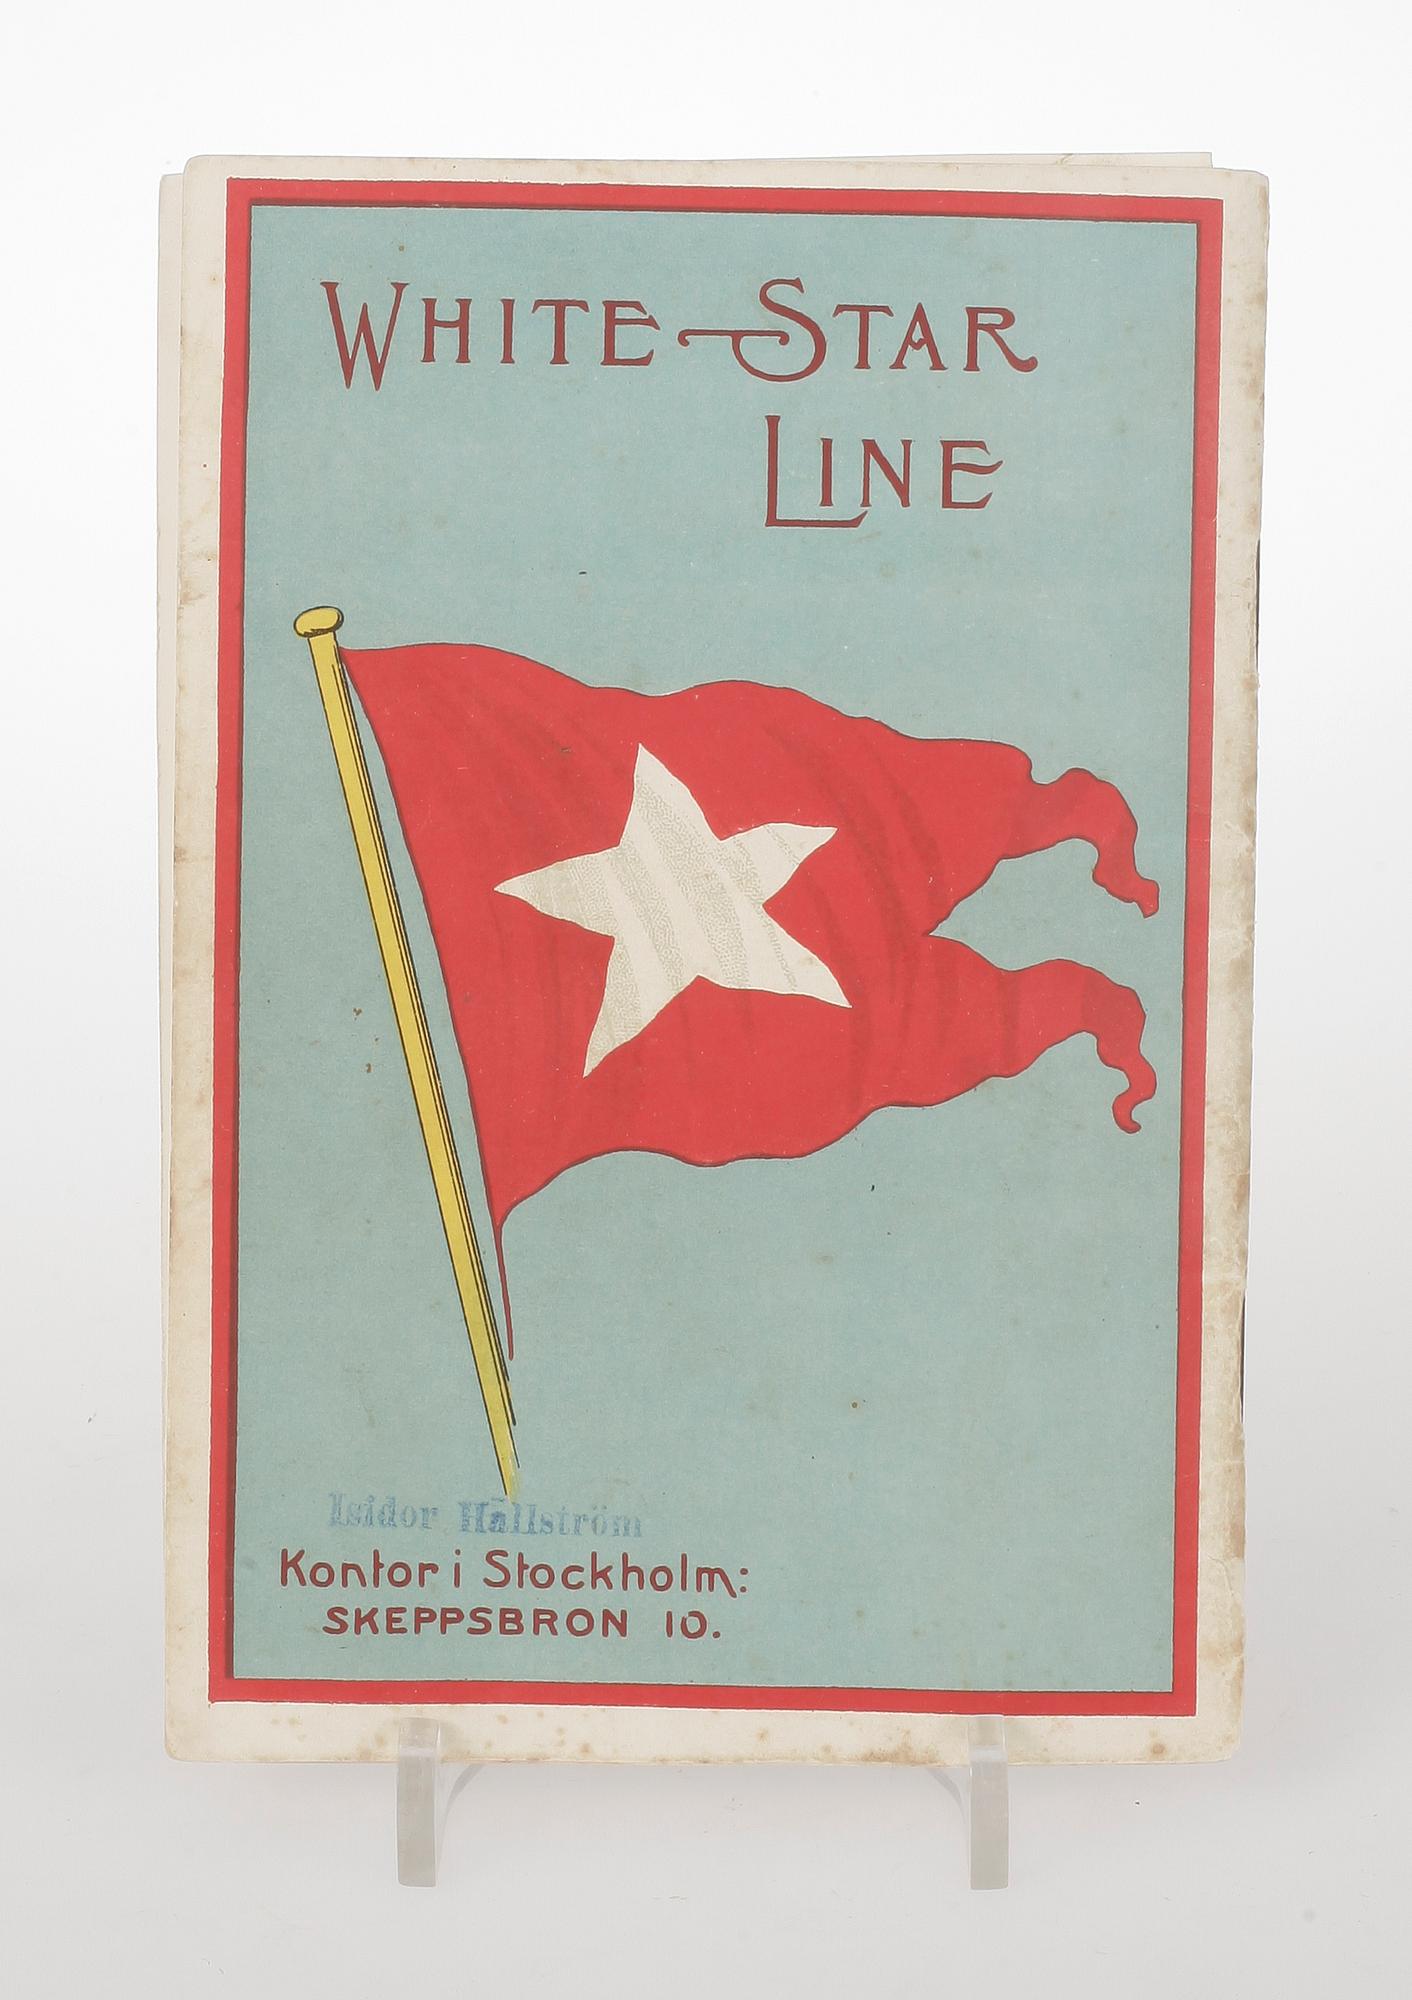 WHITE STAR
LINE
Isidor Hällström
Kontor i Stockholm:
SKEPPSBRON 10.